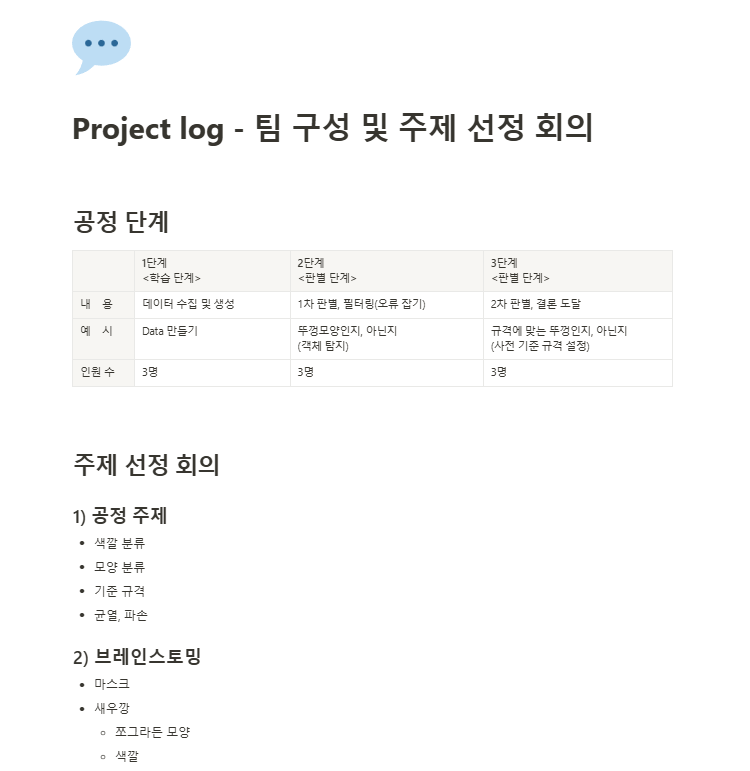 Project log - 팀 구성 및 주제 선정 회의
공정 단계
1단계 2단계 3단계
<학습 단계> <판별 단계> <판별 단계>
내 용 데이터 수집 및 생성 1차 판별, 필터링(오류 잡기) 2차 판별, 결론 도달
예 시 Data 만들기 뚜껑모양인지, 아닌지 규격에 맞는 뚜껑인지, 아닌지
(객체 탐지) (사전 기준 규격 설정)
인원 수 3명 3명 3명
주제 선정 회의
1) 공정 주제
• 색깔 분류
• 모양 분류
• 기준 규격
• 균열, 파손
2) 브레인스토밍
• 마스크
• 새우깡
◦ 쪼그라든 모양
◦ 색깔